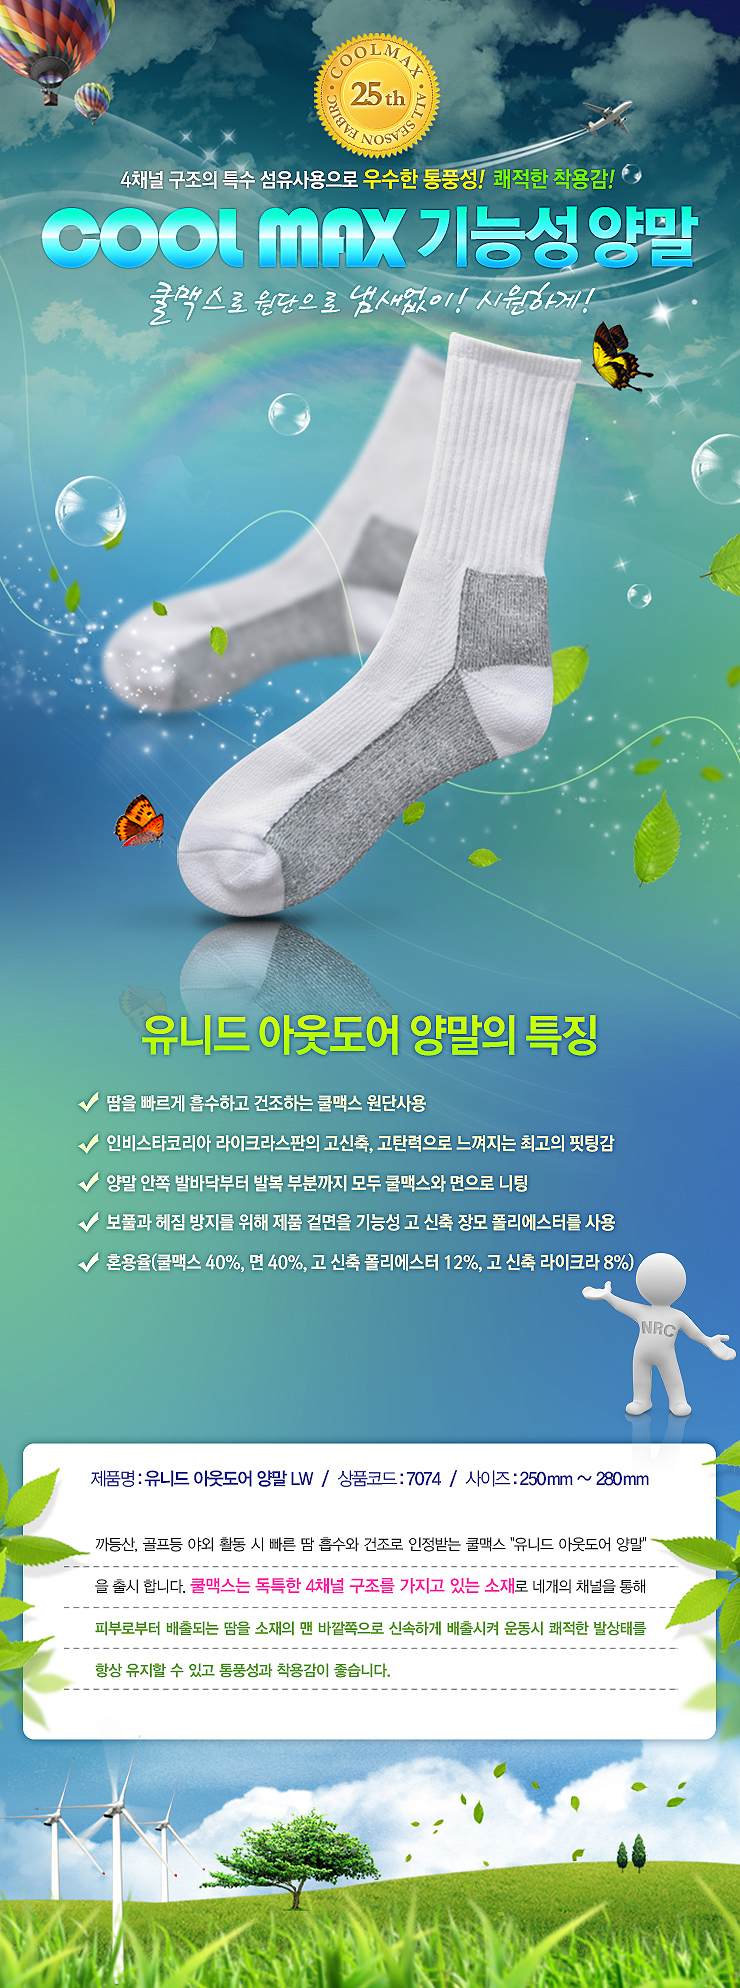 COOLMAX
25th
ALL SEASON FABIRC
4채널 구조의 특수 섬유사용으로 우수한 통풍성! 쾌적한 착용감!
COOL MAX 기능성 양말
쿨맥스로 원단으로 냄새없이! 시원하게!
유니드 아웃도어 양말의 특징
땀을 빠르게 흡수하고 건조하는 쿨맥스 원단사용
인비스타코리아 라이크라스판의 고신축, 고탄력으로 느껴지는 최고의 핏팅감
양말 안쪽 발바닥부터 발복 부분까지 모두 쿨맥스와 면으로 니팅
보풀과 헤짐 방지를 위해 제품 겉면을 기능성 고 신축 장모 폴리에스터를 사용
혼용율(쿨맥스 40%, 면 40%, 고 신축 폴리에스터 12%, 고 신축 라이크라 8%)
NRC
제품명 : 유니드 아웃도어 양말 LW / 상품코드 : 7074 / 사이즈 : 250mm ~ 280mm
까등산, 골프등 야외 활동 시 빠른 땀 흡수와 건조로 인정받는 쿨맥스 "유니드 아웃도어 양말"
을 출시 합니다. 쿨맥스는 독특한 4채널 구조를 가지고 있는 소재로 네개의 채널을 통해
피부로부터 배출되는 땀을 소재의 맨 바깥쪽으로 신속하게 배출시켜 운동시 쾌적한 발상태를
항상 유지할 수 있고 통풍성과 착용감이 좋습니다.